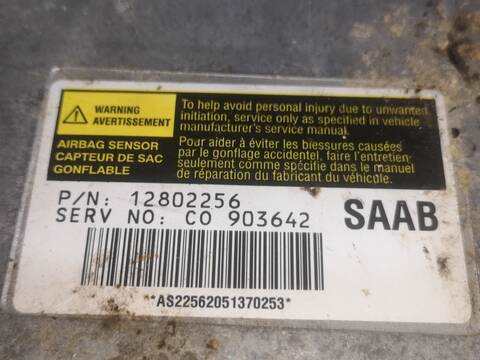 WARNING
AVERTISSEMENT
To help avoid personal injury due to unwanted
initiation, service only as specified in vehicle
manufacturer's service manual.
AIRBAG SENSOR
CAPTEUR DE SAC
GONFLABLE
Pour aider à éviter les blessures causées
par le gonflage accidentel, faire l'entretien
seulement comme spécifie dans le manuel
de réparation du fabricant du véhicule.
P/N: 12802256
SERV NO: CO 903642
SAAB
*AS22562051370253*